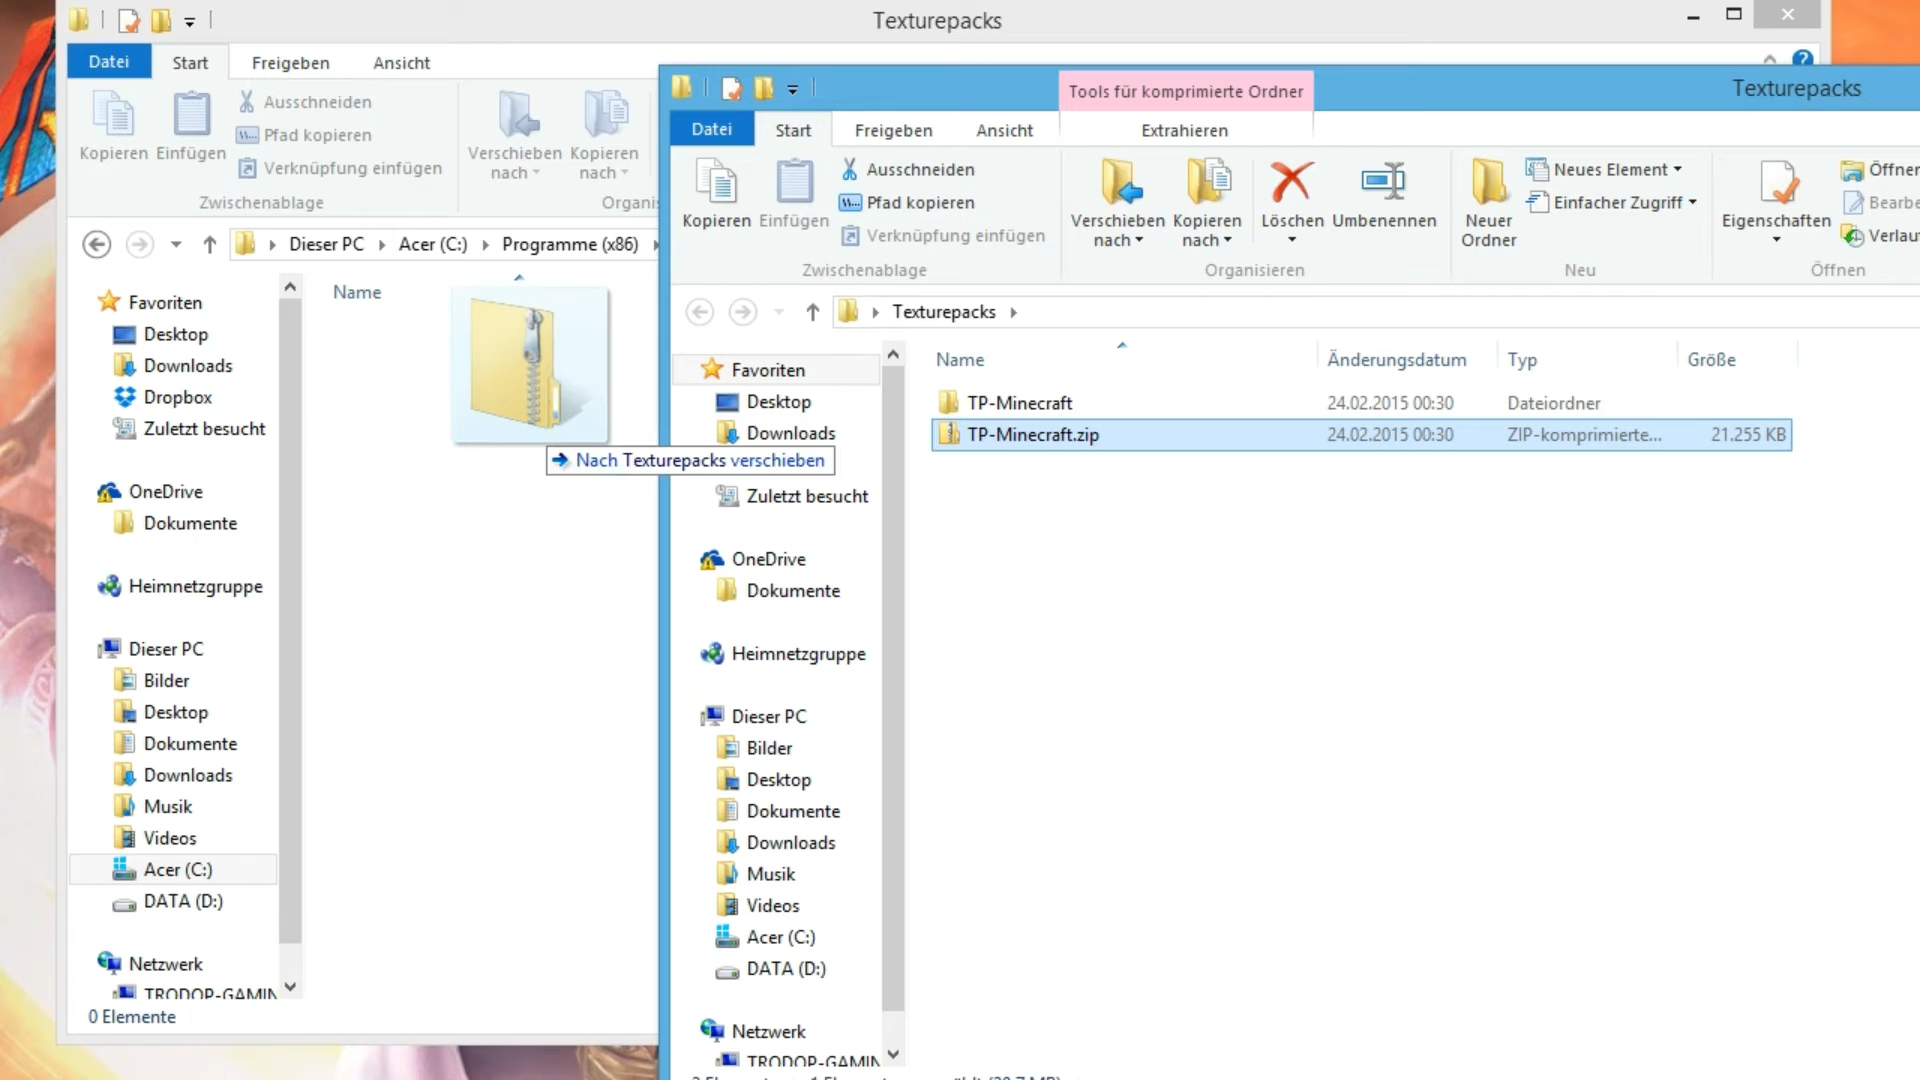 Texturepacks
Datei Start Freigeben Ansicht
Kopieren Einfügen
Ausschneiden
Pfad kopieren
Verknüpfung einfügen
Zwischenablage
Verschieben nach
Kopieren nach
Dieser PC Acer (C:) Programme (x86)
Name
Favoriten
Desktop
Downloads
Dropbox
Zuletzt besucht
OneDrive
Dokumente
Heimnetzgruppe
Dieser PC
Bilder
Desktop
Dokumente
Downloads
Musik
Videos
Acer (C:)
DATA (D:)
Netzwerk
TRODOP-GAMIN
0 Elemente
Nach Texturepacks verschieben
Tools für komprimierte Ordner
Texturepacks
Datei Start Freigeben Ansicht Extrahieren
Kopieren Einfügen
Ausschneiden
Pfad kopieren
Verknüpfung einfügen
Zwischenablage
Verschieben nach
Kopieren nach
Löschen
Umbenennen
Organisieren
Neuer Ordner
Neues Element
Einfacher Zugriff
Neu
Eigenschaften
Öffnen
Texturepacks
Name Änderungsdatum Typ Größe
TP-Minecraft 24.02.2015 00:30 Dateiordner
TP-Minecraft.zip 24.02.2015 00:30 ZIP-komprimierte... 21.255 KB
Favoriten
Desktop
Downloads
Zuletzt besucht
OneDrive
Dokumente
Heimnetzgruppe
Dieser PC
Bilder
Desktop
Dokumente
Downloads
Musik
Videos
Acer (C:)
DATA (D:)
Netzwerk
TRODOP-GAMIN